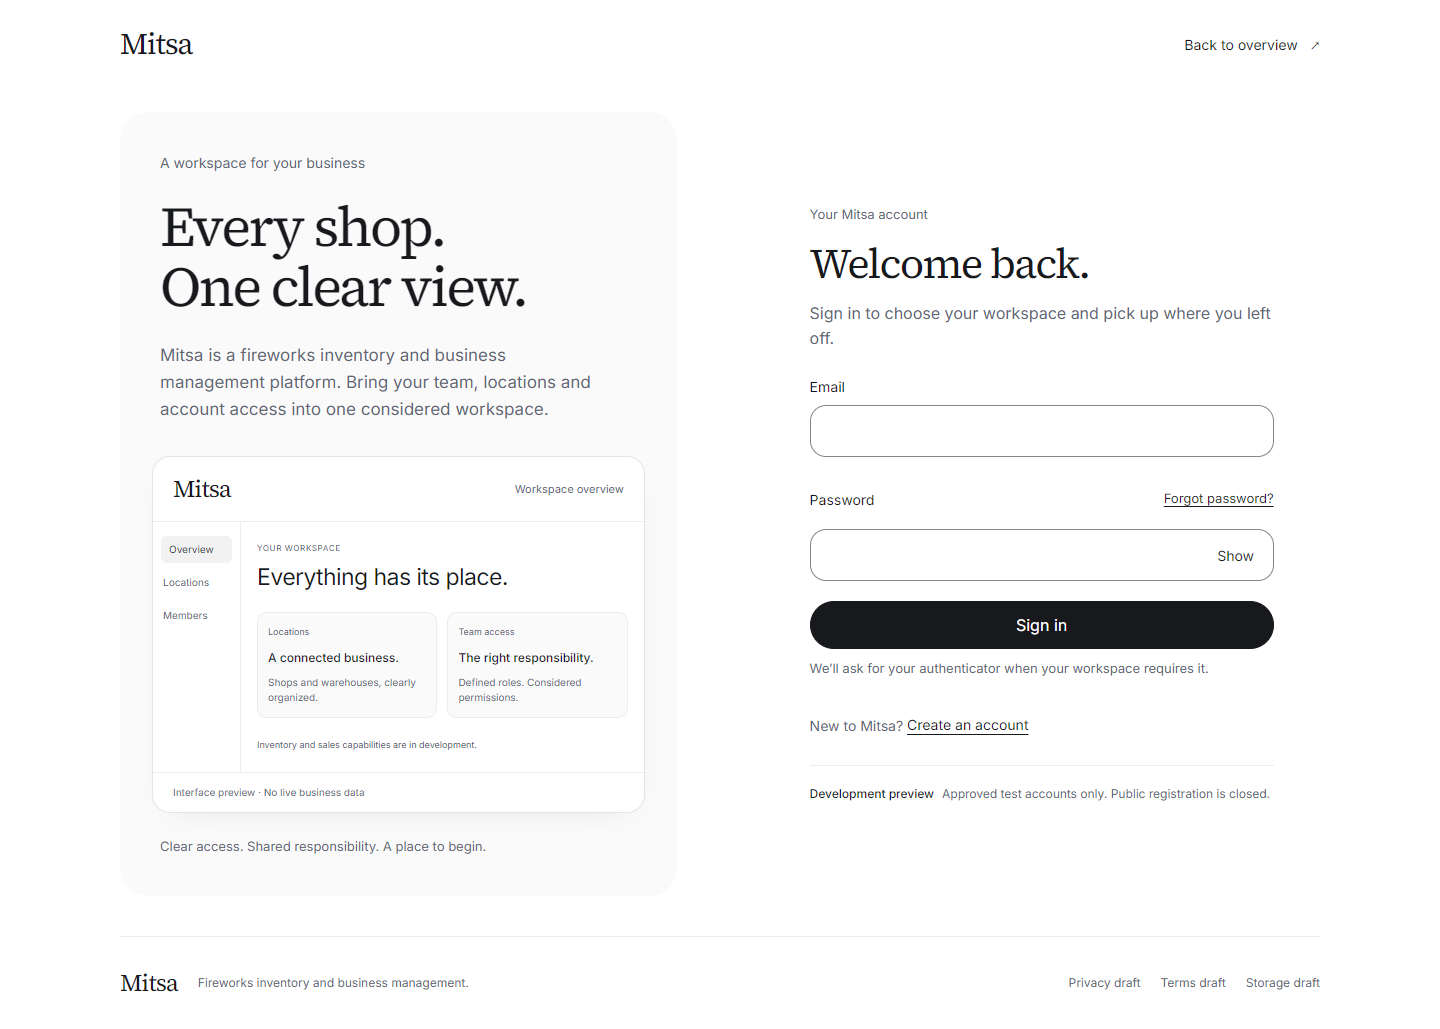 Mitsa
Back to overview ↗
A workspace for your business
Every shop.
One clear view.
Mitsa is a fireworks inventory and business
management platform. Bring your team, locations and
account access into one considered workspace.
Mitsa
Workspace overview
Overview
Locations
Members
YOUR WORKSPACE
Everything has its place.
Locations
A connected business.
Shops and warehouses, clearly
organized.
Team access
The right responsibility.
Defined roles. Considered
permissions.
Inventory and sales capabilities are in development.
Interface preview · No live business data
Clear access. Shared responsibility. A place to begin.
Your Mitsa account
Welcome back.
Sign in to choose your workspace and pick up where you left
off.
Email
Password
Forgot password?
Show
Sign in
We'll ask for your authenticator when your workspace requires it.
New to Mitsa? Create an account
Development preview Approved test accounts only. Public registration is closed.
Mitsa
Fireworks inventory and business management.
Privacy draft
Terms draft
Storage draft